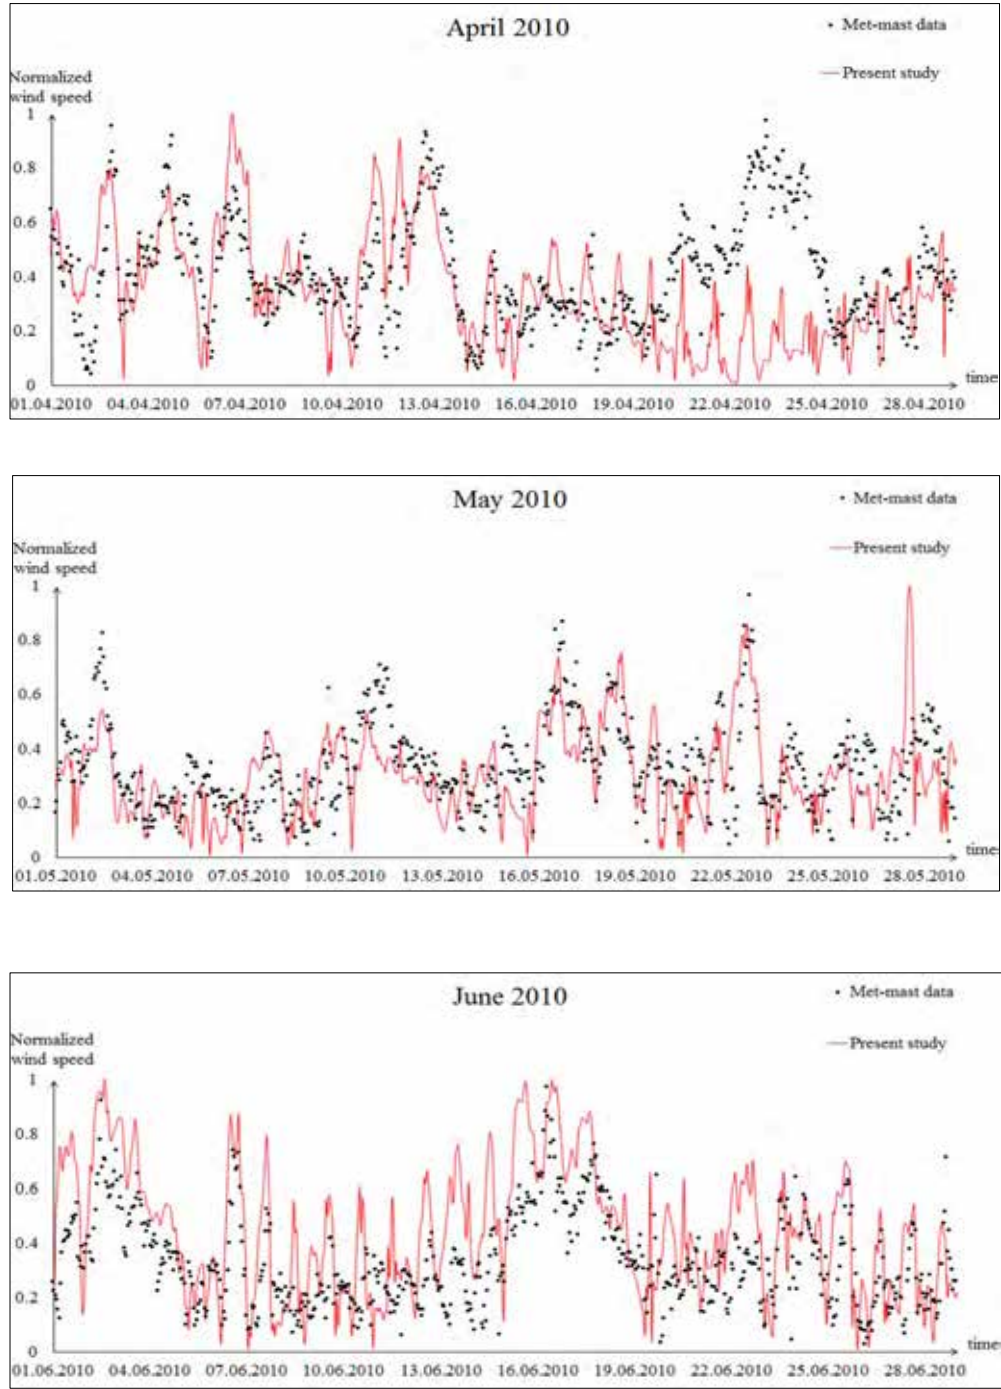 April 2010
Met-mast data
Present study
Normalized
wind speed
1
0.8
0.6
0.4
0.2
0
time
01.04.2010 04.04.2010 07.04.2010 10.04.2010 13.04.2010 16.04.2010 19.04.2010 22.04.2010 25.04.2010 28.04.2010
May 2010
Met-mast data
Present study
Normalized
wind speed
1
0.8
0.6
0.4
0.2
0
time
01.05.2010 04.05.2010 07.05.2010 10.05.2010 13.05.2010 16.05.2010 19.05.2010 22.05.2010 25.05.2010 28.05.2010
June 2010
Met-mast data
Present study
Normalized
wind speed
1
0.8
0.6
0.4
0.2
0
time
01.06.2010 04.06.2010 07.06.2010 10.06.2010 13.06.2010 16.06.2010 19.06.2010 22.06.2010 25.06.2010 28.06.2010